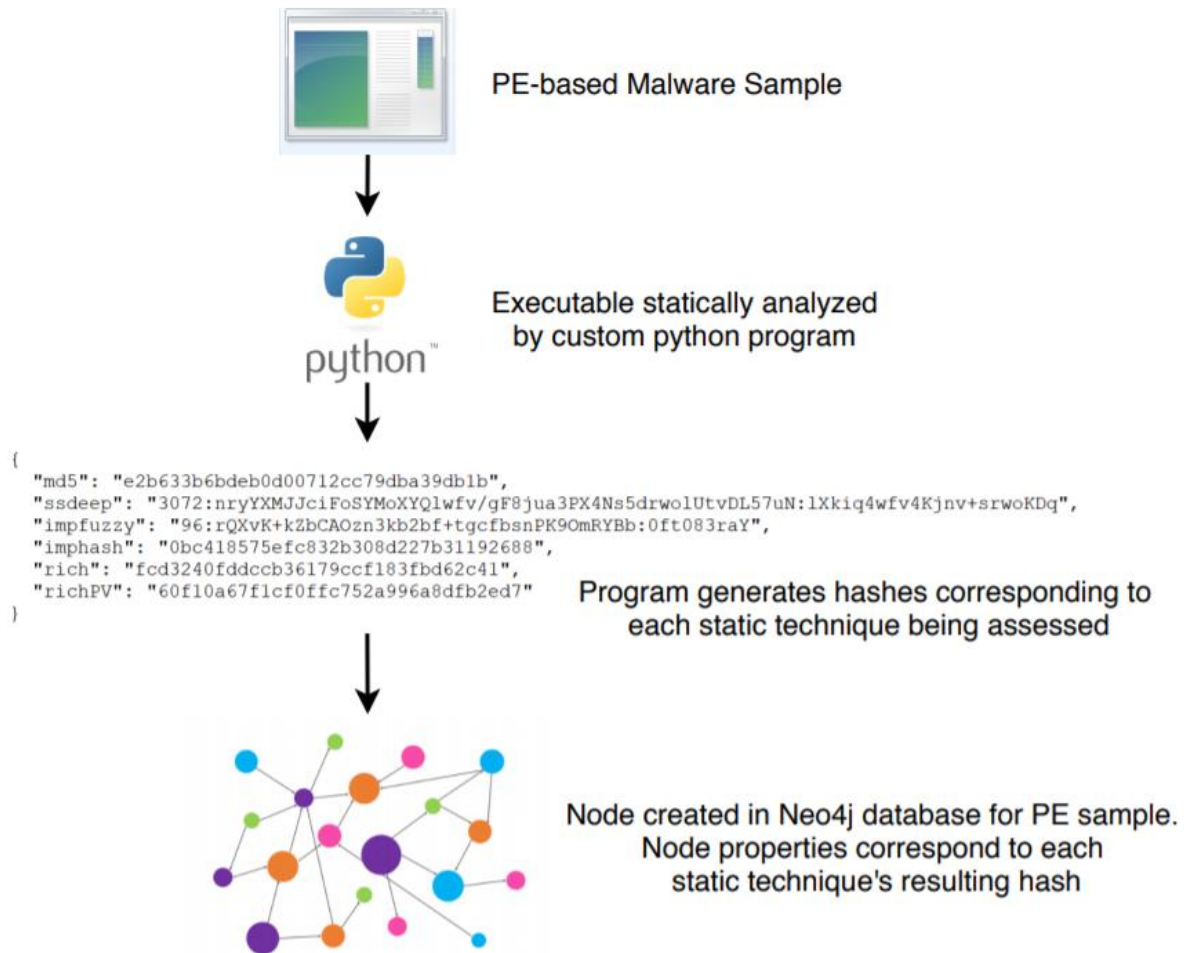 PE-based Malware Sample
python™
Executable statically analyzed
by custom python program
{
"md5": "e2b633b6bdeb0d00712cc79dba39db1b",
"ssdeep": "3072:nryYXMJJciFoSYMoXYQlwfv/gF8jua3PX4Ns5drwolUtvDL57uN:lXkiq4wfv4Kjnv+srwoKDq",
"impfuzzy": "96:rQXvK+kZbCAOzn3kb2bf+tgcfbsnPK9OmRYBb:0ft083raY",
"imphash": "0bc418575efc832b308d227b31192688",
"rich": "fcd3240fddccb36179ccf183fbd62c41",
"richPV": "60f10a67f1cf0ffc752a996a8dfb2ed7"
}
Program generates hashes corresponding to
each static technique being assessed
Node created in Neo4j database for PE sample.
Node properties correspond to each
static technique's resulting hash